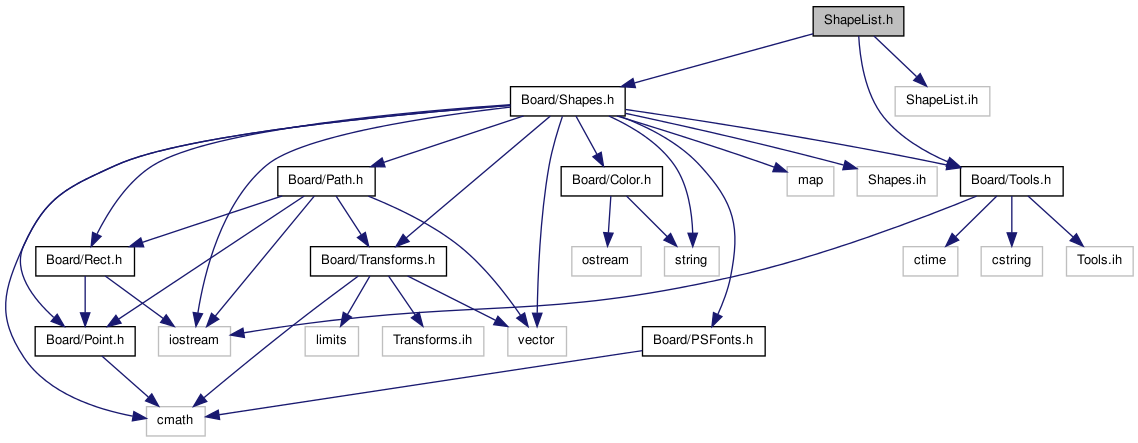 ShapeList.h
Board/Shapes.h
ShapeList.ih
Board/Path.h
Board/Color.h
map
Shapes.ih
Board/Tools.h
Board/Rect.h
Board/Transforms.h
ostream
string
ctime
cstring
Tools.ih
Board/Point.h
iostream
limits
Transforms.ih
vector
Board/PSFonts.h
cmath